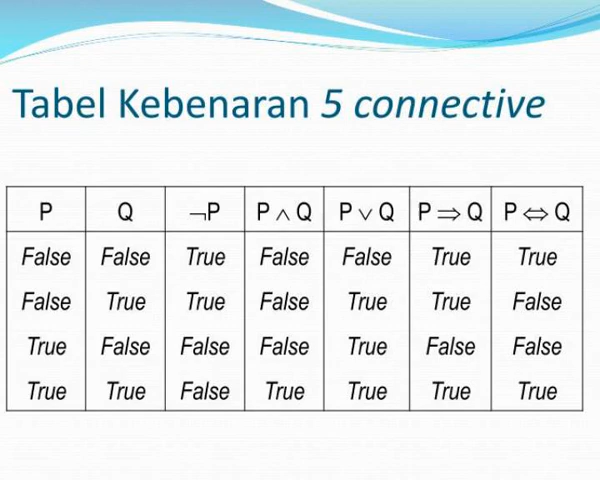 Tabel Kebenaran 5 connective
P Q ¬P P ∧ Q P ∨ Q P ⇒ Q P ⇔ Q
False False True False False True True
False True True False True True False
True False False False True False False
True True False True True True True